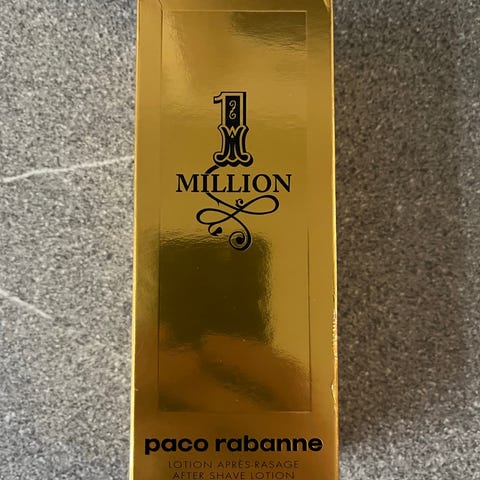 1
MILLION
paco rabanne
LOTION APRÈS-RASAGE
AFTER SHAVE LOTION